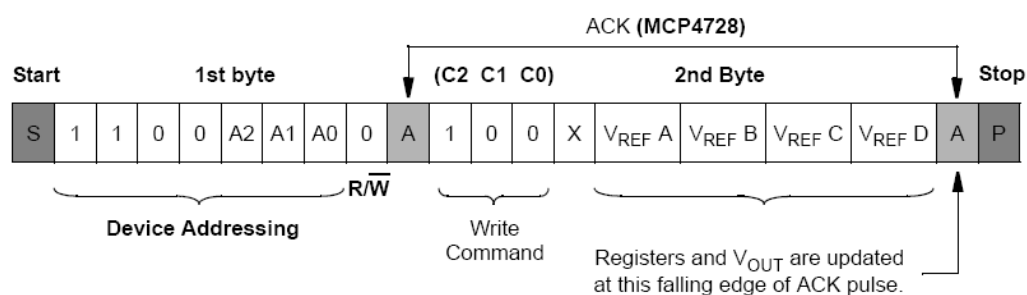 ACK (MCP4728)
Start 1st byte (C2 C1 C0) 2nd Byte Stop
S 1 1 0 0 A2 A1 A0 0 A 1 0 0 X VREF A VREF B VREF C VREF D A P
R/W
Device Addressing
Write
Command
Registers and VOUT are updated
at this falling edge of ACK pulse.